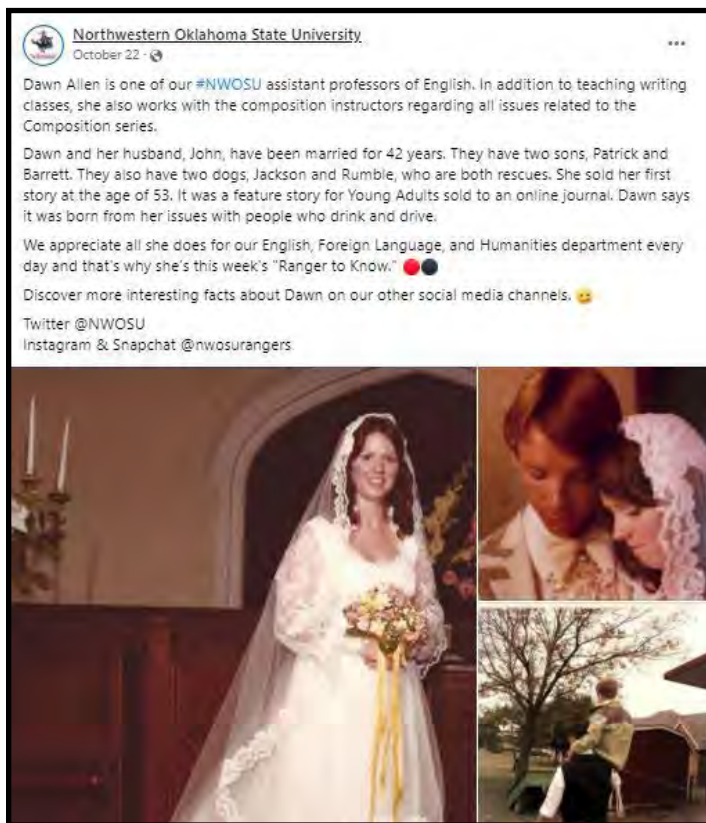 Northwestern Oklahoma State University
October 22 ·
Dawn Allen is one of our #NWOSU assistant professors of English. In addition to teaching writing
classes, she also works with the composition instructors regarding all issues related to the
Composition series.
Dawn and her husband, John, have been married for 42 years. They have two sons, Patrick and
Barrett. They also have two dogs, Jackson and Rumble, who are both rescues. She sold her first
story at the age of 53. It was a feature story for Young Adults sold to an online journal. Dawn says
it was born from her issues with people who drink and drive.
We appreciate all she does for our English, Foreign Language, and Humanities department every
day and that's why she's this week's "Ranger to Know." 🔴⚫
Discover more interesting facts about Dawn on our other social media channels. 🙂
Twitter @NWOSU
Instagram & Snapchat @nwosurangers